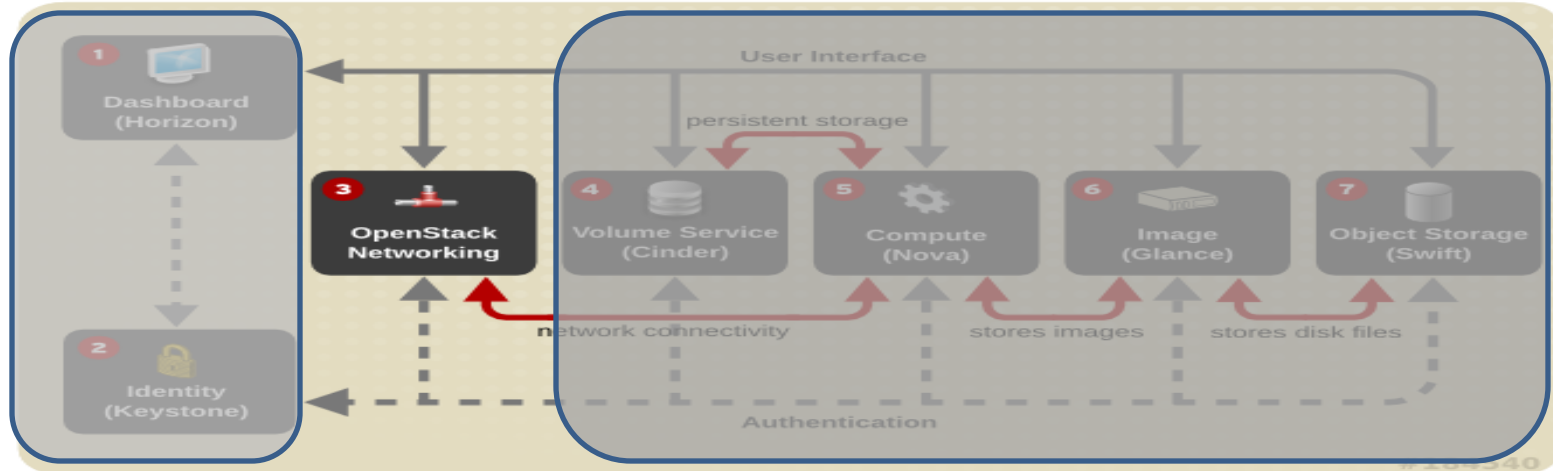 User Interface
1
Dashboard
(Horizon)
persistent storage
3
OpenStack
Networking
4
Volume Service
(Cinder)
5
Compute
(Nova)
6
Image
(Glance)
7
Object Storage
(Swift)
network connectivity
stores images
stores disk files
2
Identity
(Keystone)
Authentication